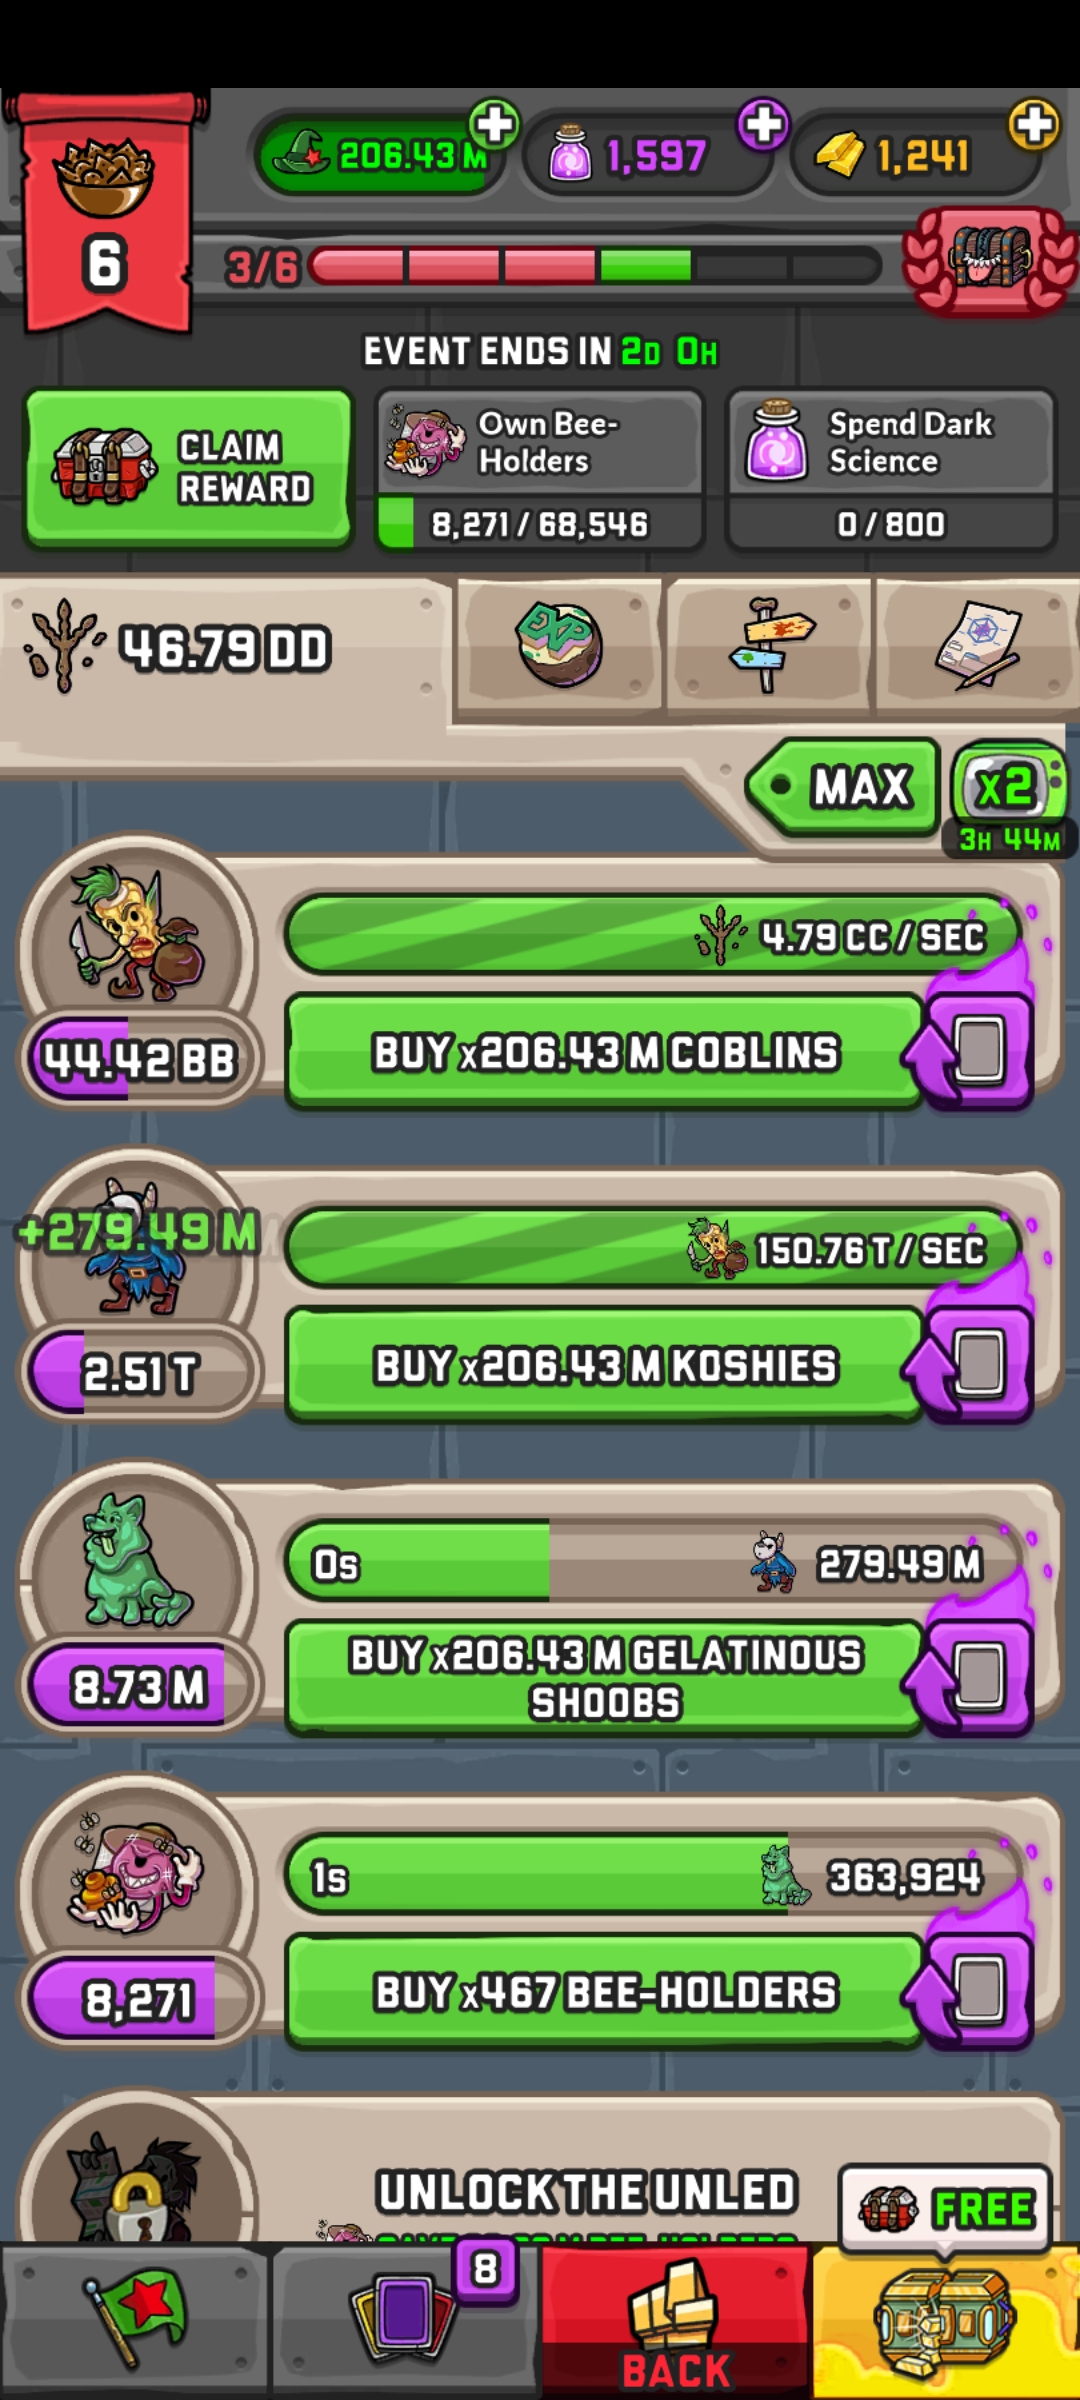 206.43 M
1,597
1,241
6
3/6
EVENT ENDS IN 2D 0H
CLAIM
REWARD
Own Bee-
Holders
8,271 / 68,546
Spend Dark
Science
0 / 800
46.79 DD
EXP
MAX
x2
3H 44M
4.79 CC / SEC
44.42 BB
BUY x206.43 M COBLINS
+279.49 M
150.76 T / SEC
2.51 T
BUY x206.43 M KOSHIES
0s
279.49 M
8.73 M
BUY x206.43 M GELATINOUS
SHOOBS
1s
363,924
8,271
BUY x467 BEE-HOLDERS
UNLOCK THE UNLED
FREE
8
BACK